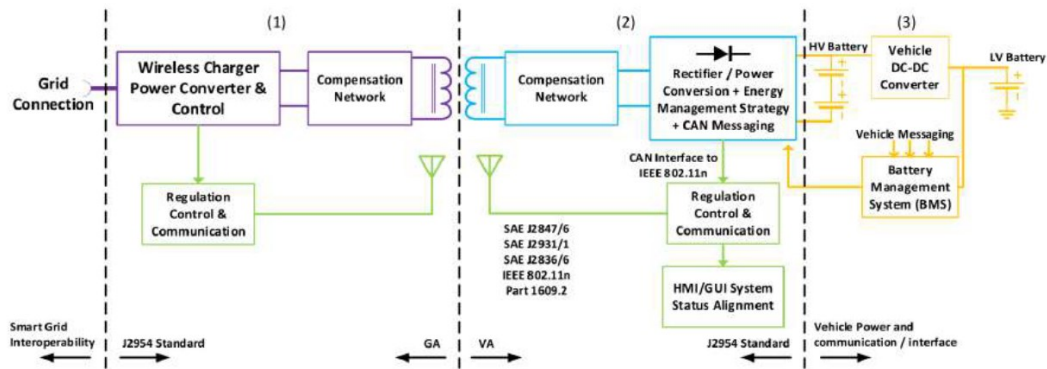 (1)
(2)
(3)
Grid
Connection
Wireless Charger
Power Converter &
Control
Compensation
Network
Compensation
Network
Rectifier / Power
Conversion + Energy
Management Strategy
+ CAN Messaging
HV Battery
+
+
Vehicle
DC-DC
Converter
LV Battery
+
Vehicle Messaging
Battery
Management
System (BMS)
CAN Interface to
IEEE 802.11n
Regulation
Control &
Communication
Regulation
Control &
Communication
SAE J2847/6
SAE J2931/1
SAE J2836/6
IEEE 802.11n
Part 1609.2
HMI/GUI System
Status Alignment
Smart Grid
Interoperability
J2954 Standard
GA
VA
J2954 Standard
Vehicle Power and
communication / interface